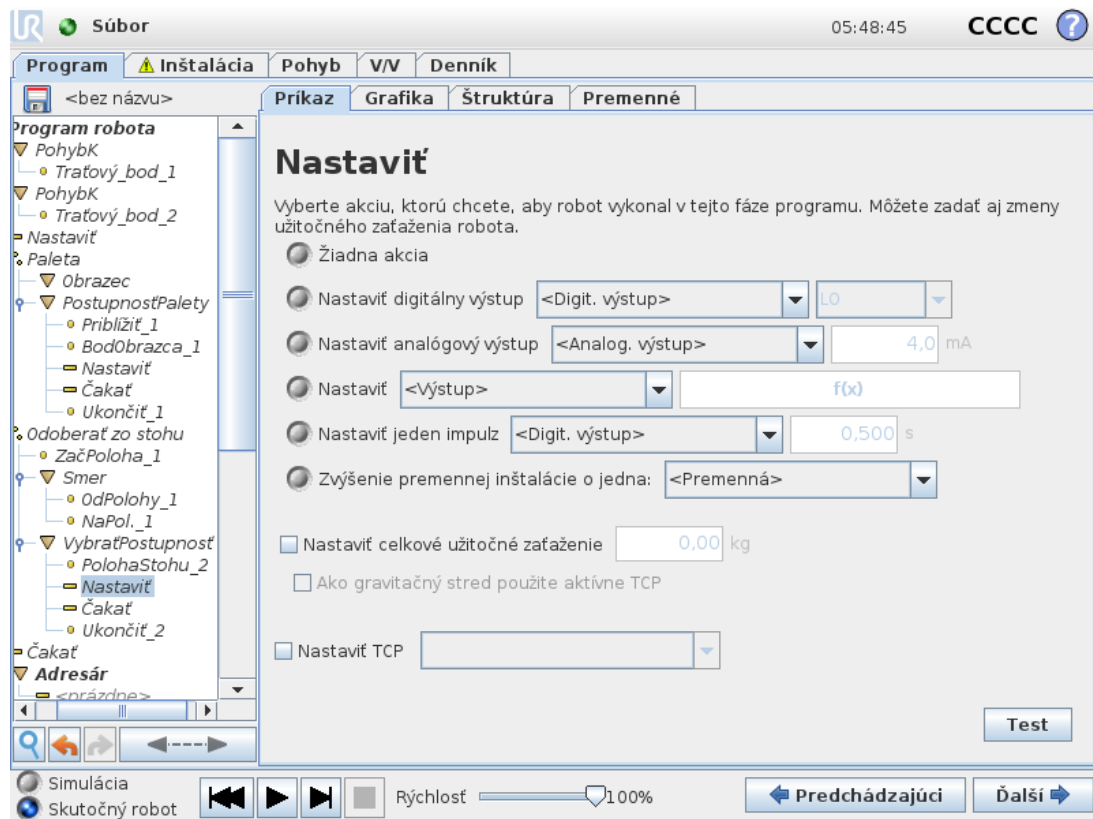 UR Súbor 05:48:45 CCCC ?
Program Inštalácia Pohyb V/V Denník
<bez názvu> Príkaz Grafika Štruktúra Premenné
Program robota
PohybK
Traťový_bod_1
PohybK
Traťový_bod_2
Nastaviť
Paleta
Obrazec
PostupnosťPalety
Priblížiť_1
BodObrazca_1
Nastaviť
Čakať
Ukončiť_1
Odoberať zo stohu
ZačPoloha_1
Smer
OdPolohy_1
NaPol._1
VybraťPostupnosť
PolohaStohu_2
Nastaviť
Čakať
Ukončiť_2
Čakať
Adresár
<prázdne>
Nastaviť
Vyberte akciu, ktorú chcete, aby robot vykonal v tejto fáze programu. Môžete zadať aj zmeny
užitočného zaťaženia robota.
Žiadna akcia
Nastaviť digitálny výstup <Digit. výstup> LO
Nastaviť analógový výstup <Analog. výstup> 4,0 mA
Nastaviť <Výstup> f(x)
Nastaviť jeden impulz <Digit. výstup> 0,500 s
Zvýšenie premennej inštalácie o jedna: <Premenná>
Nastaviť celkové užitočné zaťaženie 0,00 kg
Ako gravitačný stred použite aktívne TCP
Nastaviť TCP
Test
Simulácia
Skutočný robot
Rýchlosť 100%
Predchádzajúci Ďalší